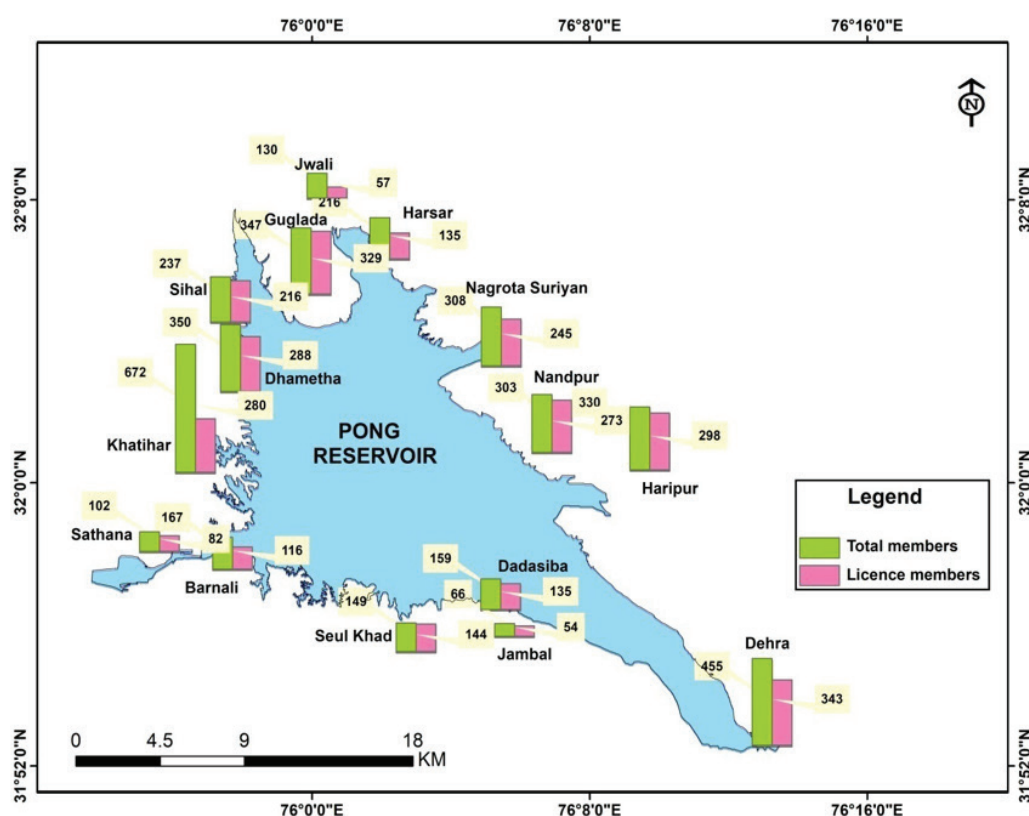 76°0'0"E
76°8'0"E
76°16'0"E
N
130
Jwali
57
32°8'0"N
32°8'0"N
216
Harsar
347
Guglada
135
329
237
Sihal
216
Nagrota Suriyan
308
245
350
288
Dhametha
672
280
Khatihar
Nandpur
303
330
273
298
Haripur
PONG
RESERVOIR
32°0'0"N
32°0'0"N
Legend
Total members
Licence members
102
Sathana
167
82
116
Barnali
159
Dadasiba
66
135
149
Seul Khad
144
54
Jambal
Dehra
455
343
0
4.5
9
18
KM
31°52'0"N
31°52'0"N
76°0'0"E
76°8'0"E
76°16'0"E